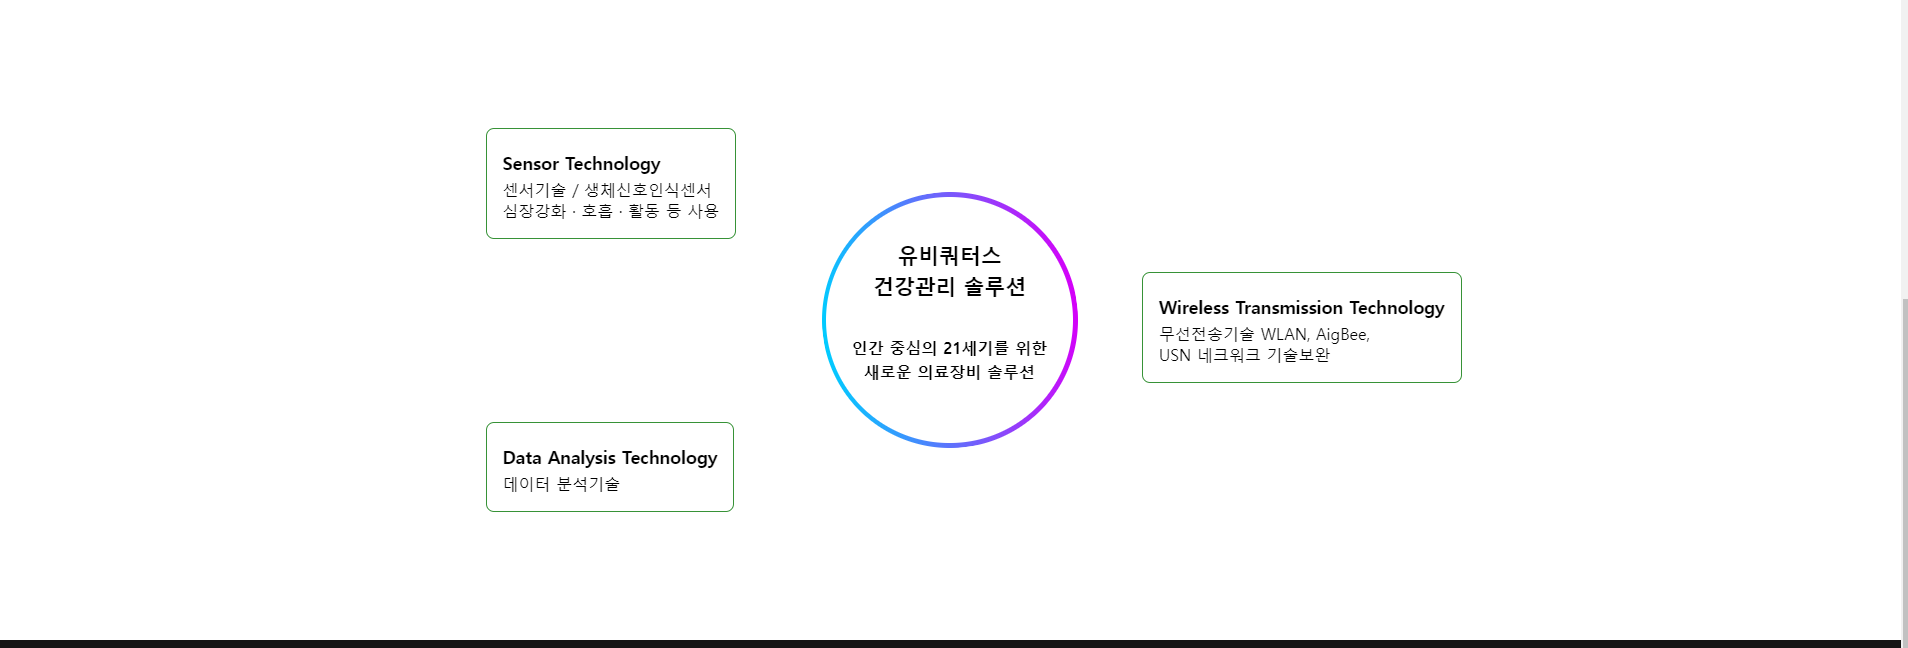 Sensor Technology
센서기술 / 생체신호인식센서
심장강화 · 호흡 · 활동 등 사용
유비쿼터스
건강관리 솔루션
인간 중심의 21세기를 위한
새로운 의료장비 솔루션
Wireless Transmission Technology
무선전송기술 WLAN, AigBee,
USN 네크워크 기술보완
Data Analysis Technology
데이터 분석기술